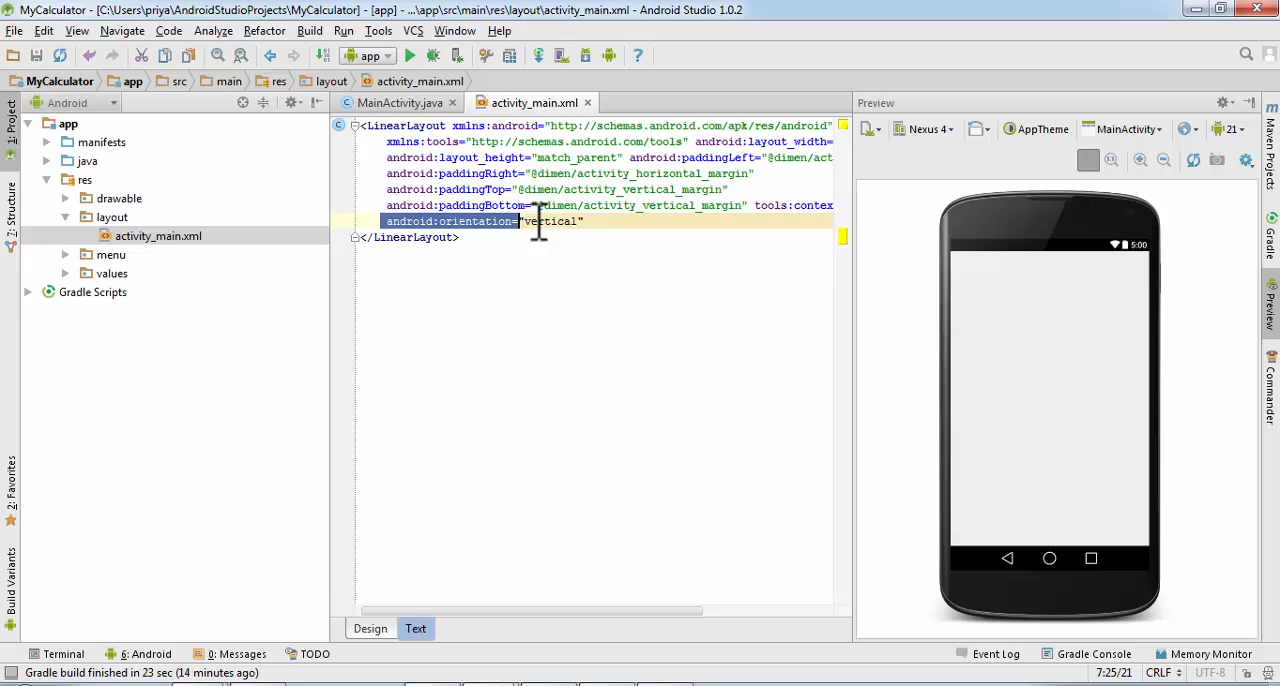 MyCalculator - [C:\Users\priya\AndroidStudioProjects\MyCalculator] - [app] - ...\app\src\main\res\layout\activity_main.xml - Android Studio 1.0.2
File Edit View Navigate Code Analyze Refactor Build Run Tools VCS Window Help
app
MyCalculator app src main res layout activity_main.xml
1: Project
Android
MainActivity.java
activity_main.xml
Preview
Nexus 4 AppTheme MainActivity 21
app
manifests
java
res
drawable
layout
activity_main.xml
menu
values
Gradle Scripts
<LinearLayout xmlns:android="http://schemas.android.com/apk/res/android"
xmlns:tools="http://schemas.android.com/tools" android:layout_width=
android:layout_height="match_parent" android:paddingLeft="@dimen/act
android:paddingRight="@dimen/activity_horizontal_margin"
android:paddingTop="@dimen/activity_vertical_margin"
android:paddingBottom="@dimen/activity_vertical_margin" tools:contex
android:orientation="vertical"
</LinearLayout>
5:00
Z: Structure
2: Favorites
Build Variants
Maven Projects
Gradle
Preview
Commander
Design Text
Terminal 6: Android 0: Messages TODO Event Log Gradle Console Memory Monitor
Gradle build finished in 23 sec (14 minutes ago) 7:25/21 CRLF UTF-8